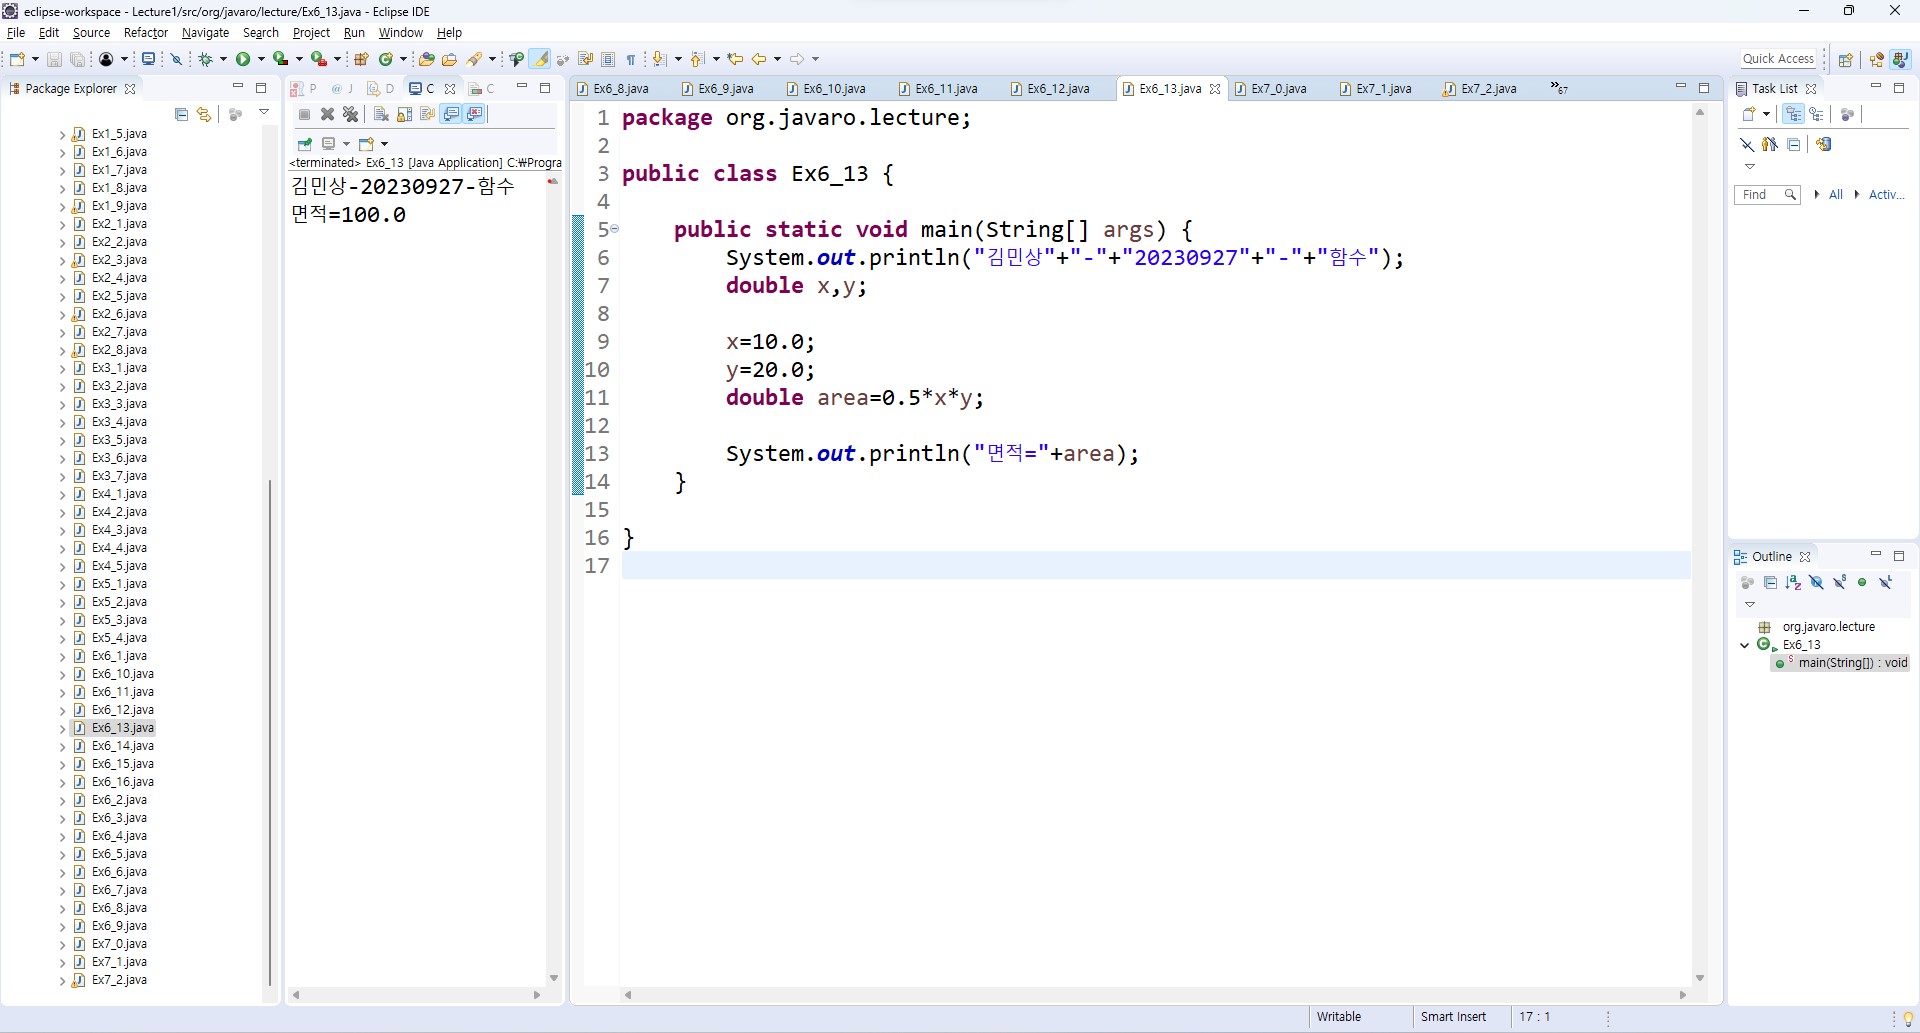 eclipse-workspace - Lecture1/src/org/javaro/lecture/Ex6_13.java - Eclipse IDE
File Edit Source Refactor Navigate Search Project Run Window Help
Quick Access
Package Explorer
Ex1_5.java
Ex1_6.java
Ex1_7.java
Ex1_8.java
Ex1_9.java
Ex2_1.java
Ex2_2.java
Ex2_3.java
Ex2_4.java
Ex2_5.java
Ex2_6.java
Ex2_7.java
Ex2_8.java
Ex3_1.java
Ex3_2.java
Ex3_3.java
Ex3_4.java
Ex3_5.java
Ex3_6.java
Ex3_7.java
Ex4_1.java
Ex4_2.java
Ex4_3.java
Ex4_4.java
Ex4_5.java
Ex5_1.java
Ex5_2.java
Ex5_3.java
Ex5_4.java
Ex6_1.java
Ex6_10.java
Ex6_11.java
Ex6_12.java
Ex6_13.java
Ex6_14.java
Ex6_15.java
Ex6_16.java
Ex6_2.java
Ex6_3.java
Ex6_4.java
Ex6_5.java
Ex6_6.java
Ex6_7.java
Ex6_8.java
Ex6_9.java
Ex7_0.java
Ex7_1.java
Ex7_2.java
P J D C C
<terminated> Ex6_13 [Java Application] C:₩Progra
김민상-20230927-함수
면적=100.0
Ex6_8.java Ex6_9.java Ex6_10.java Ex6_11.java Ex6_12.java Ex6_13.java Ex7_0.java Ex7_1.java Ex7_2.java »67
1 package org.javaro.lecture;
2
3 public class Ex6_13 {
4
5 public static void main(String[] args) {
6 System.out.println("김민상"+"-"+"20230927"+"-"+"함수");
7 double x,y;
8
9 x=10.0;
10 y=20.0;
11 double area=0.5*x*y;
12
13 System.out.println("면적="+area);
14 }
15
16 }
17
Task List
Find All Activ...
Outline
org.javaro.lecture
Ex6_13
main(String[]) : void
Writable Smart Insert 17 : 1